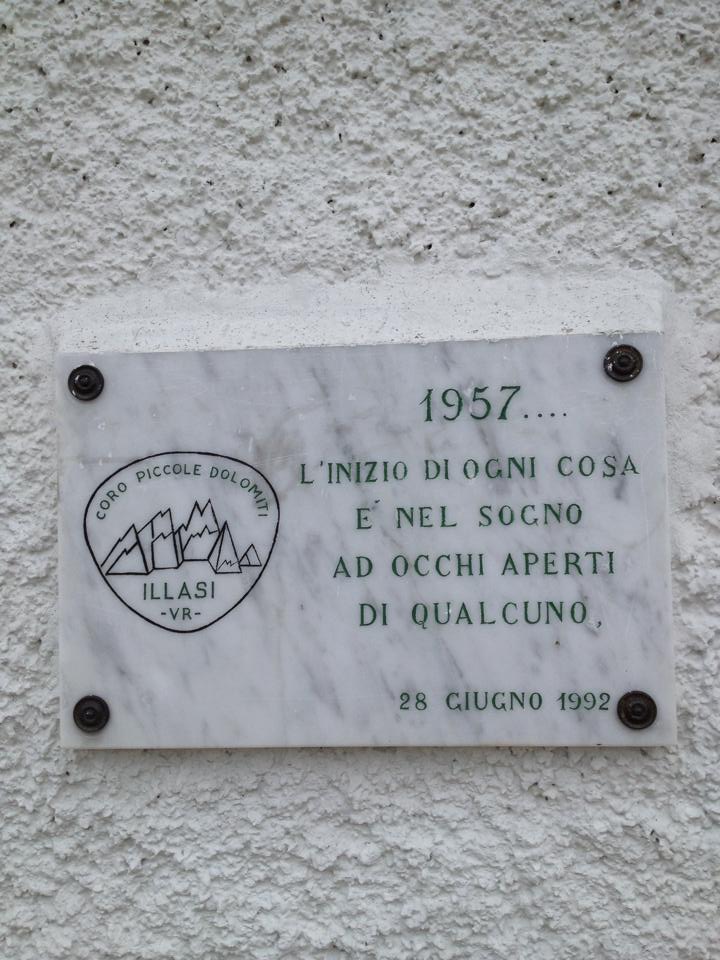 1957....
L'INIZIO DI OGNI COSA
E' NEL SOGNO
AD OCCHI APERTI
DI QUALCUNO,
28 GIUGNO 1992
CORO PICCOLE DOLOMITI
ILLASI
-VR-